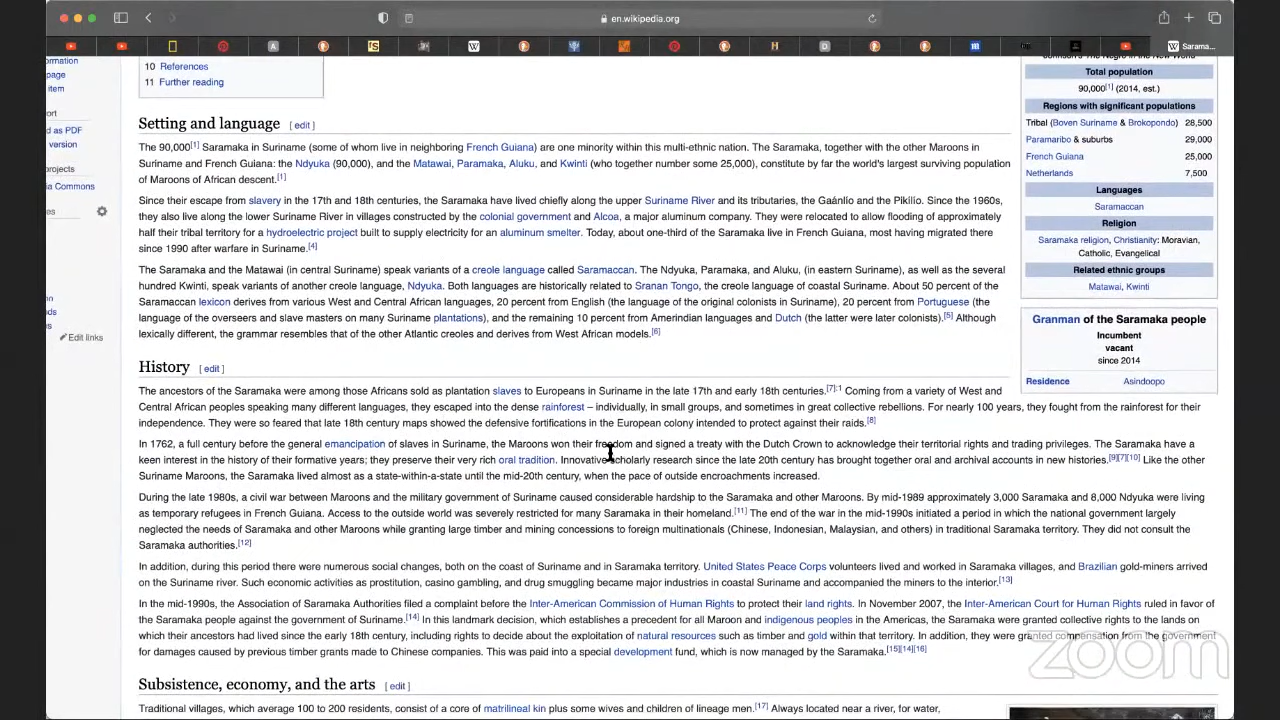 en.wikipedia.org
Sarama...
10 References
11 Further reading
page
item
d as PDF
version
projects
ia Commons
Edit links
Setting and language [ edit ]
The 90,000[1] Saramaka in Suriname (some of whom live in neighboring French Guiana) are one minority within this multi-ethnic nation. The Saramaka, together with the other Maroons in
Suriname and French Guiana: the Ndyuka (90,000), and the Matawai, Paramaka, Aluku, and Kwinti (who together number some 25,000), constitute by far the world's largest surviving population
of Maroons of African descent.[1]
Since their escape from slavery in the 17th and 18th centuries, the Saramaka have lived chiefly along the upper Suriname River and its tributaries, the Gaánlío and the Pikílío. Since the 1960s,
they also live along the lower Suriname River in villages constructed by the colonial government and Alcoa, a major aluminum company. They were relocated to allow flooding of approximately
half their tribal territory for a hydroelectric project built to supply electricity for an aluminum smelter. Today, about one-third of the Saramaka live in French Guiana, most having migrated there
since 1990 after warfare in Suriname.[4]
The Saramaka and the Matawai (in central Suriname) speak variants of a creole language called Saramaccan. The Ndyuka, Paramaka, and Aluku, (in eastern Suriname), as well as the several
hundred Kwinti, speak variants of another creole language, Ndyuka. Both languages are historically related to Sranan Tongo, the creole language of coastal Suriname. About 50 percent of the
Saramaccan lexicon derives from various West and Central African languages, 20 percent from English (the language of the original colonists in Suriname), 20 percent from Portuguese (the
language of the overseers and slave masters on many Suriname plantations), and the remaining 10 percent from Amerindian languages and Dutch (the latter were later colonists).[5] Although
lexically different, the grammar resembles that of the other Atlantic creoles and derives from West African models.[6]
History [ edit ]
The ancestors of the Saramaka were among those Africans sold as plantation slaves to Europeans in Suriname in the late 17th and early 18th centuries.[7]:1 Coming from a variety of West and
Central African peoples speaking many different languages, they escaped into the dense rainforest – individually, in small groups, and sometimes in great collective rebellions. For nearly 100 years, they fought from the rainforest for their
independence. They were so feared that late 18th century maps showed the defensive fortifications in the European colony intended to protect against their raids.[8]
In 1762, a full century before the general emancipation of slaves in Suriname, the Maroons won their freedom and signed a treaty with the Dutch Crown to acknowledge their territorial rights and trading privileges. The Saramaka have a
keen interest in the history of their formative years; they preserve their very rich oral tradition. Innovative scholarly research since the late 20th century has brought together oral and archival accounts in new histories.[9][7][10] Like the other
Suriname Maroons, the Saramaka lived almost as a state-within-a-state until the mid-20th century, when the pace of outside encroachments increased.
During the late 1980s, a civil war between Maroons and the military government of Suriname caused considerable hardship to the Saramaka and other Maroons. By mid-1989 approximately 3,000 Saramaka and 8,000 Ndyuka were living
as temporary refugees in French Guiana. Access to the outside world was severely restricted for many Saramaka in their homeland.[11] The end of the war in the mid-1990s initiated a period in which the national government largely
neglected the needs of Saramaka and other Maroons while granting large timber and mining concessions to foreign multinationals (Chinese, Indonesian, Malaysian, and others) in traditional Saramaka territory. They did not consult the
Saramaka authorities.[12]
In addition, during this period there were numerous social changes, both on the coast of Suriname and in Saramaka territory. United States Peace Corps volunteers lived and worked in Saramaka villages, and Brazilian gold-miners arrived
on the Suriname river. Such economic activities as prostitution, casino gambling, and drug smuggling became major industries in coastal Suriname and accompanied the miners to the interior.[13]
In the mid-1990s, the Association of Saramaka Authorities filed a complaint before the Inter-American Commission of Human Rights to protect their land rights. In November 2007, the Inter-American Court for Human Rights ruled in favor of
the Saramaka people against the government of Suriname.[14] In this landmark decision, which establishes a precedent for all Maroon and indigenous peoples in the Americas, the Saramaka were granted collective rights to the lands on
which their ancestors had lived since the early 18th century, including rights to decide about the exploitation of natural resources such as timber and gold within that territory. In addition, they were granted compensation from the government
for damages caused by previous timber grants made to Chinese companies. This was paid into a special development fund, which is now managed by the Saramaka.[15][14][16]
Subsistence, economy, and the arts [ edit ]
Traditional villages, which average 100 to 200 residents, consist of a core of matrilineal kin plus some wives and children of lineage men.[17] Always located near a river, for water,
Total population
90,000[1] (2014, est.)
Regions with significant populations
Tribal (Boven Suriname & Brokopondo) 28,500
Paramaribo & suburbs 29,000
French Guiana 25,000
Netherlands 7,500
Languages
Saramaccan
Religion
Saramaka religion, Christianity: Moravian,
Catholic, Evangelical
Related ethnic groups
Matawai, Kwinti
Granman of the Saramaka people
Incumbent
vacant
since 2014
Residence Asindoopo
zoom